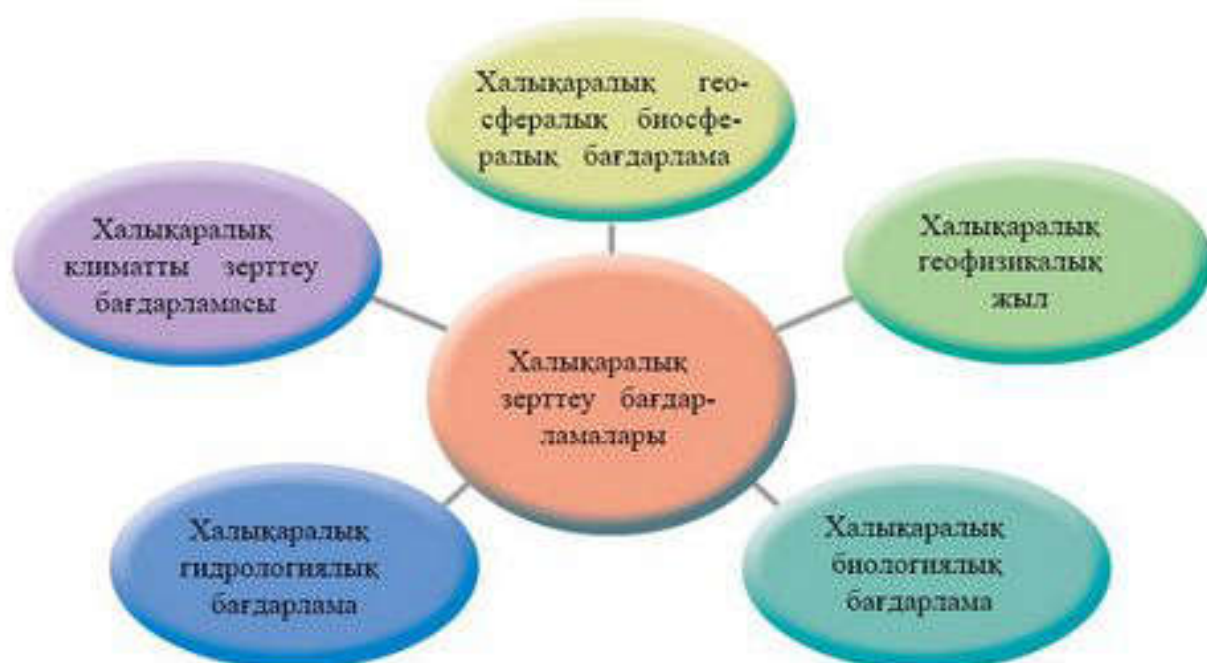 Халықаралық гео-
сфералық биосфе-
ралық бағдарлама
Халықаралық
климатты зерттеу
бағдарламасы
Халықаралық
геофизикалық
жыл
Халықаралық
зерттеу бағдар-
ламалары
Халықаралық
гидрологиялық
бағдарлама
Халықаралық
биологиялық
бағдарлама